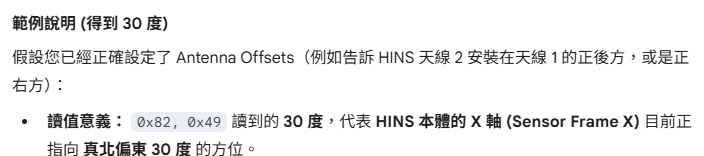 範例說明 (得到 30 度)
假設您已經正確設定了 Antenna Offsets（例如告訴 HINS 天線 2 安裝在天線 1 的正後方，或是正
右方）：
• 讀值意義： 0x82, 0x49 讀到的 30 度，代表 HINS 本體的 X 軸 (Sensor Frame X) 目前正
指向 真北偏東 30 度 的方位。